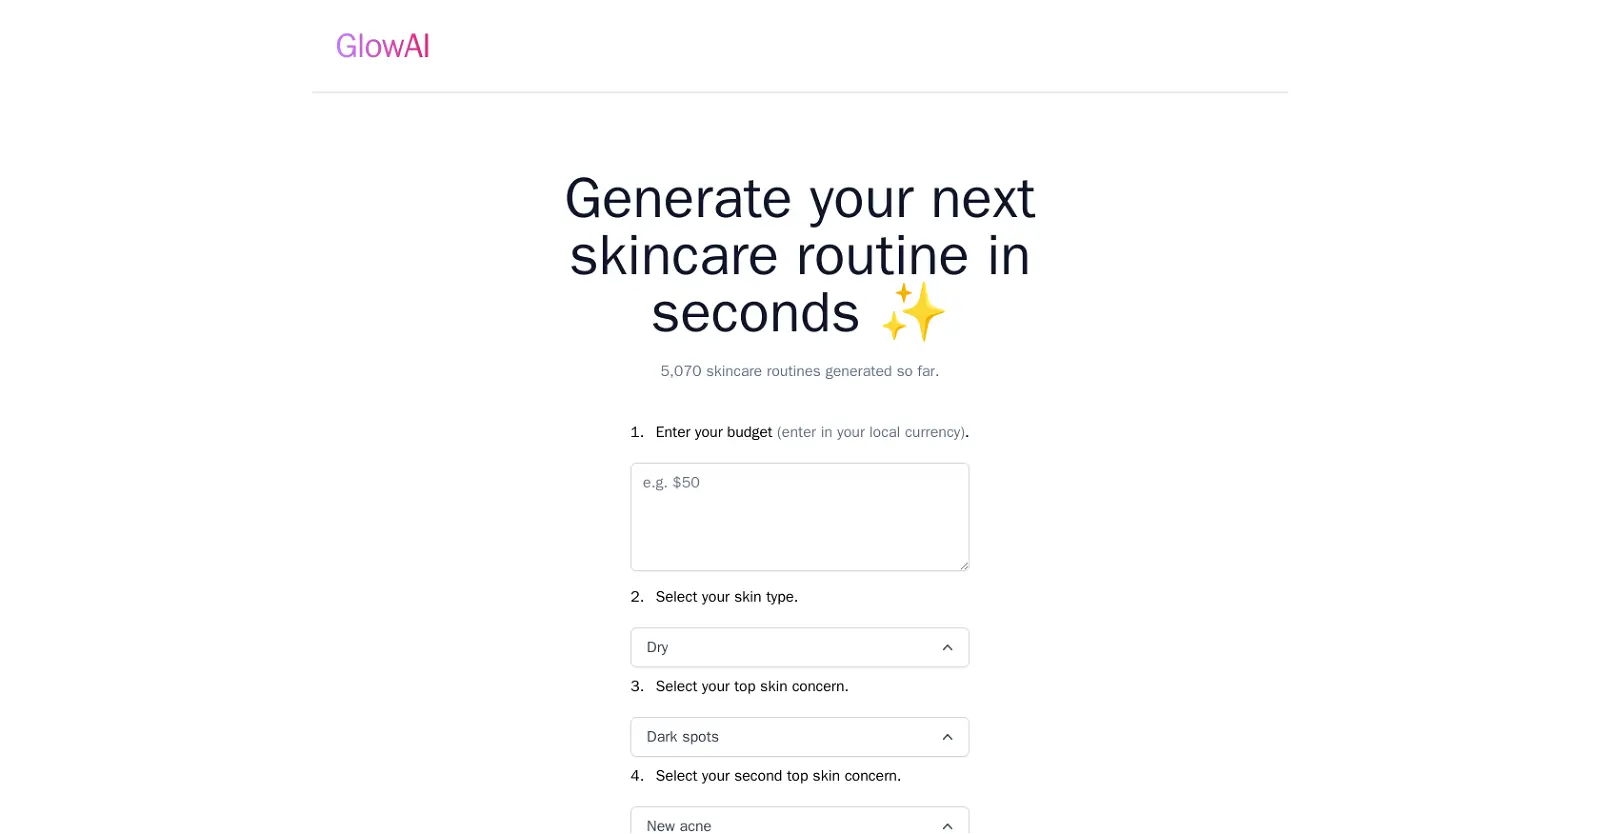 GlowAI
Generate your next
skincare routine in
seconds ✨
5,070 skincare routines generated so far.
1. Enter your budget (enter in your local currency).
e.g. $50
2. Select your skin type.
Dry
3. Select your top skin concern.
Dark spots
4. Select your second top skin concern.
New acne